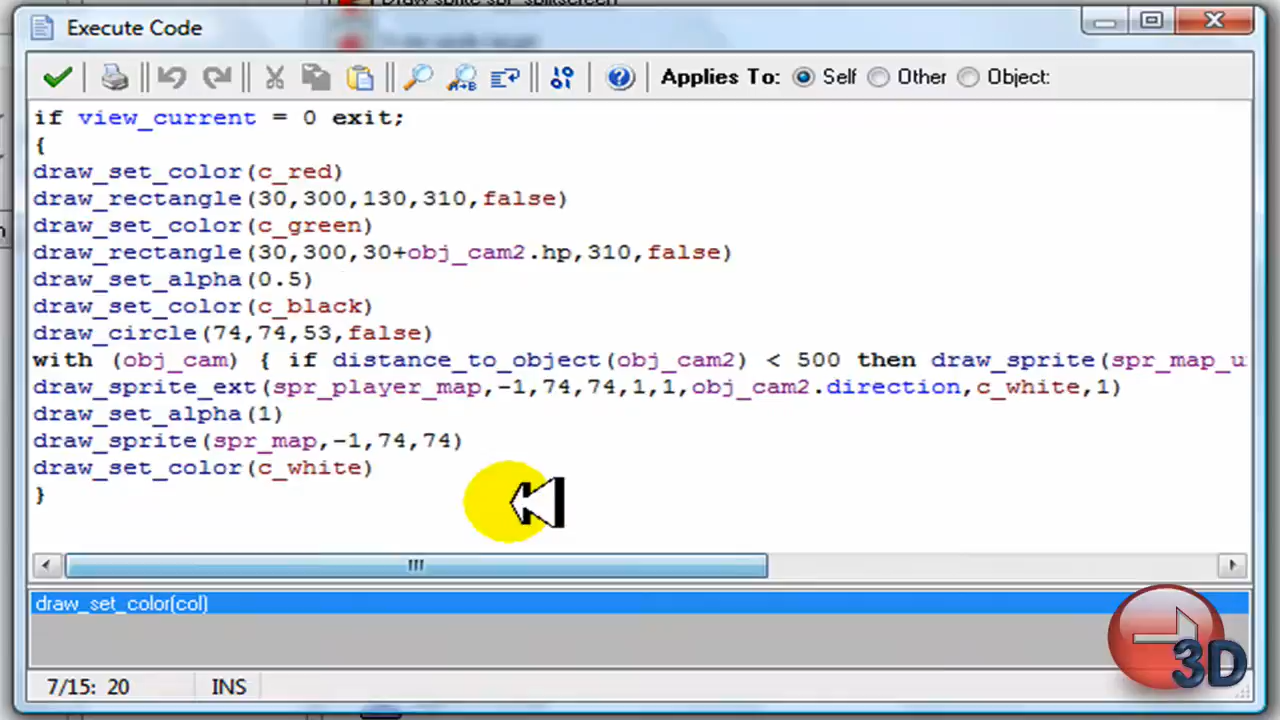 Execute Code
Applies To: Self Other Object:
if view_current = 0 exit;
{
draw_set_color(c_red)
draw_rectangle(30,300,130,310,false)
draw_set_color(c_green)
draw_rectangle(30,300,30+obj_cam2.hp,310,false)
draw_set_alpha(0.5)
draw_set_color(c_black)
draw_circle(74,74,53,false)
with (obj_cam) { if distance_to_object(obj_cam2) < 500 then draw_sprite(spr_map_u
draw_sprite_ext(spr_player_map,-1,74,74,1,1,obj_cam2.direction,c_white,1)
draw_set_alpha(1)
draw_sprite(spr_map,-1,74,74)
draw_set_color(c_white)
}
draw_set_color(col)
3D
7/15: 20 INS